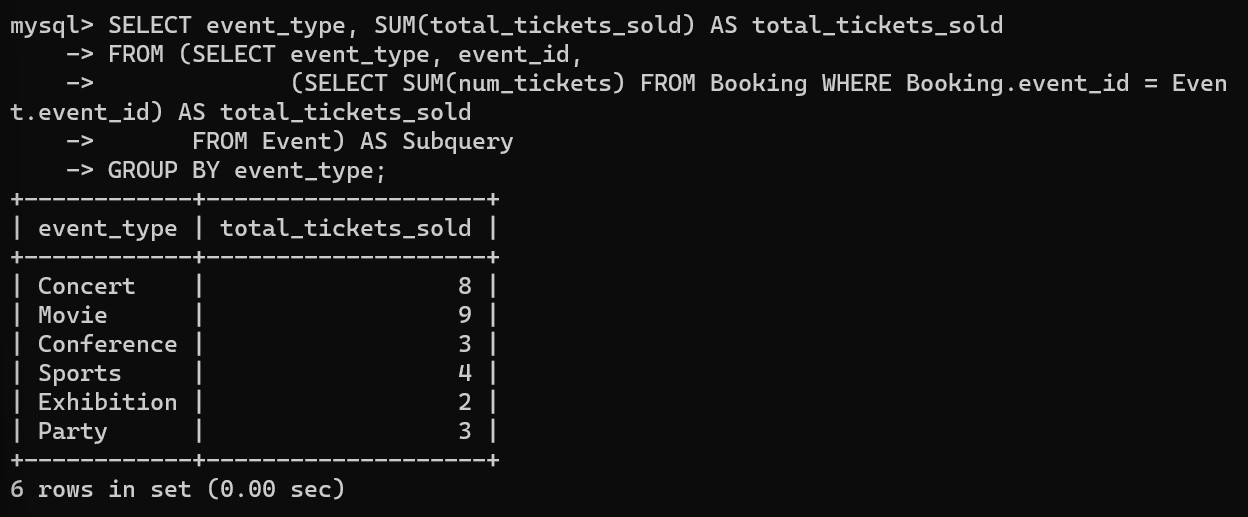 mysql> SELECT event_type, SUM(total_tickets_sold) AS total_tickets_sold
    -> FROM (SELECT event_type, event_id,
    ->              (SELECT SUM(num_tickets) FROM Booking WHERE Booking.event_id = Even
t.event_id) AS total_tickets_sold
    ->       FROM Event) AS Subquery
    -> GROUP BY event_type;
+------------+--------------------+
| event_type | total_tickets_sold |
+------------+--------------------+
| Concert    |                  8 |
| Movie      |                  9 |
| Conference |                  3 |
| Sports     |                  4 |
| Exhibition |                  2 |
| Party      |                  3 |
+------------+--------------------+
6 rows in set (0.00 sec)